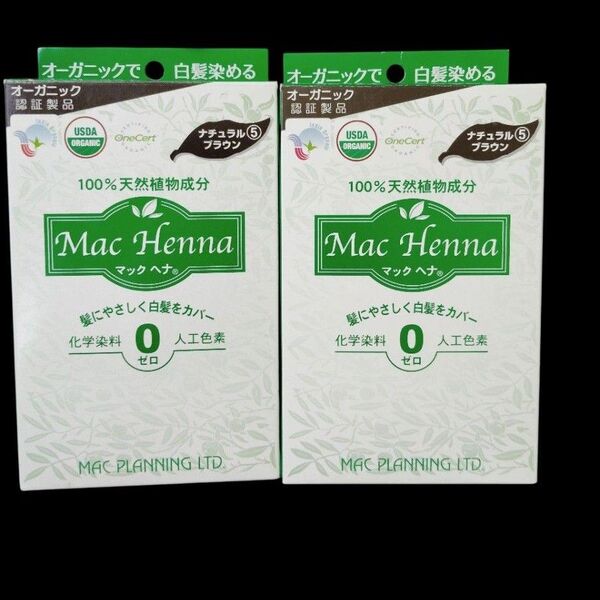 オーガニックで 白髪染める
オーガニック
認証製品
USDA
ORGANIC
OneCert
ナチュラル⑤
ブラウン
100%天然植物成分
Mac Henna
マック ヘナ®
髪にやさしく白髪をカバー
化学染料 0 人工色素
ゼロ
MAC PLANNING LTD.
オーガニックで 白髪染める
オーガニック
認証製品
USDA
ORGANIC
OneCert
ナチュラル⑤
ブラウン
100%天然植物成分
Mac Henna
マック ヘナ®
髪にやさしく白髪をカバー
化学染料 0 人工色素
ゼロ
MAC PLANNING LTD.